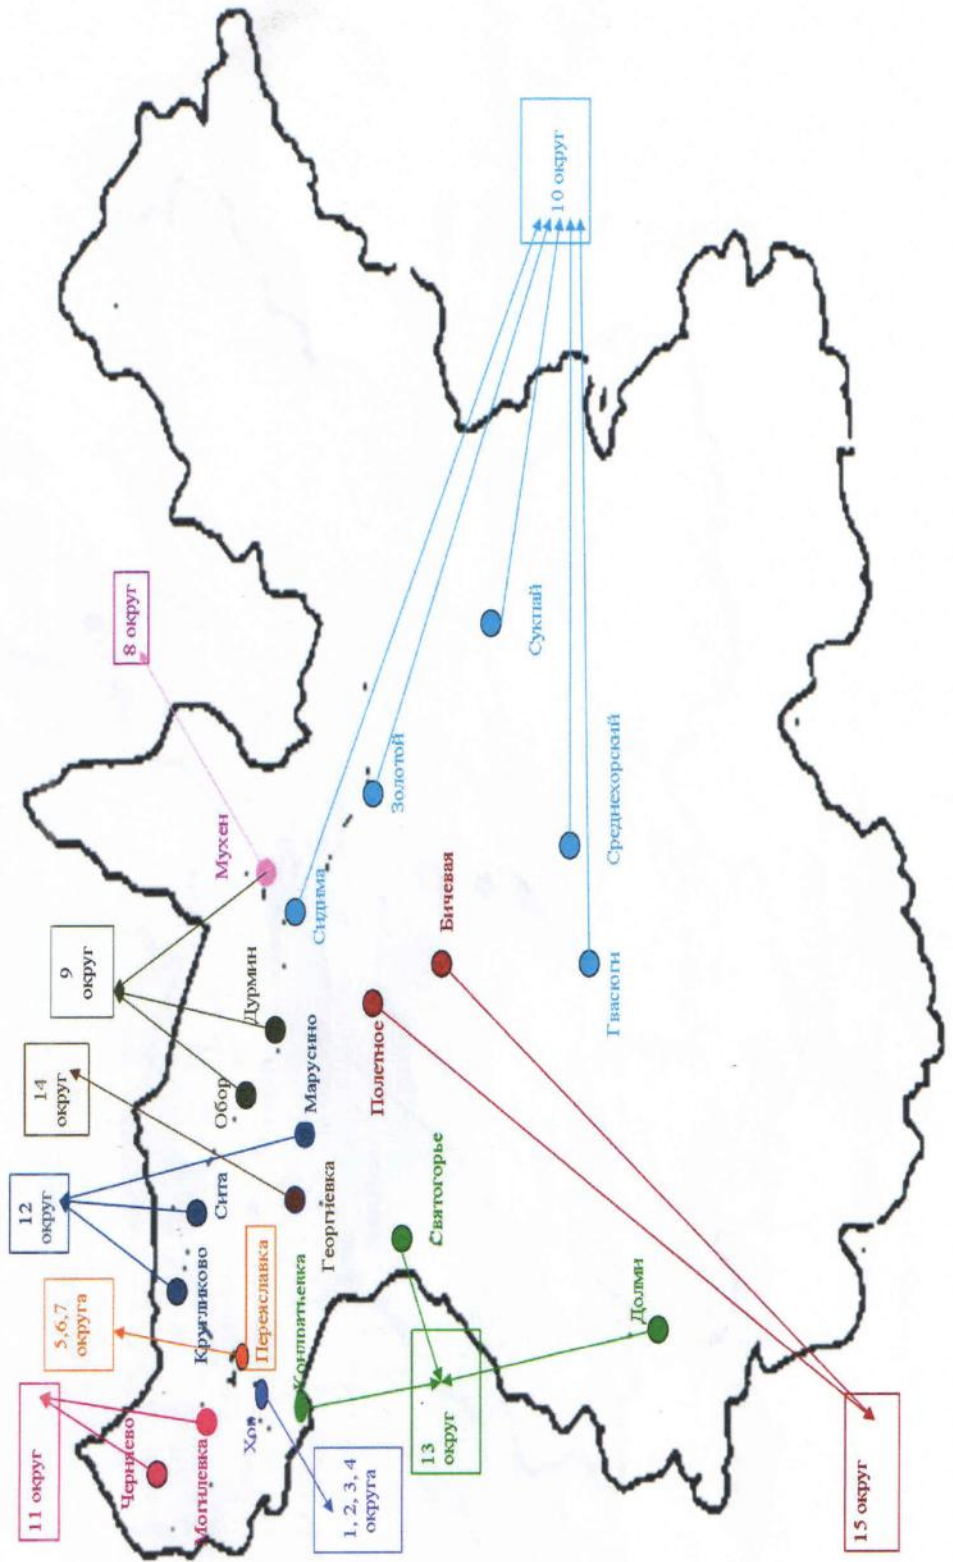 11 округ
5,6,7
округа
12
округ
14
округ
9
округ
8 округ
Черняево
Могилевка
Кругликово
Сита
Обор
Дурмин
Мухен
Хор
Переяславка
Кондратьевка
Георгиевка
Марусино
Сидима
1, 2, 3, 4
округа
Полетное
Золотой
13
округ
Святогорье
Бичевая
Сукпай
10 округ
Долми
Гвасюги
Среднехорский
15 округ